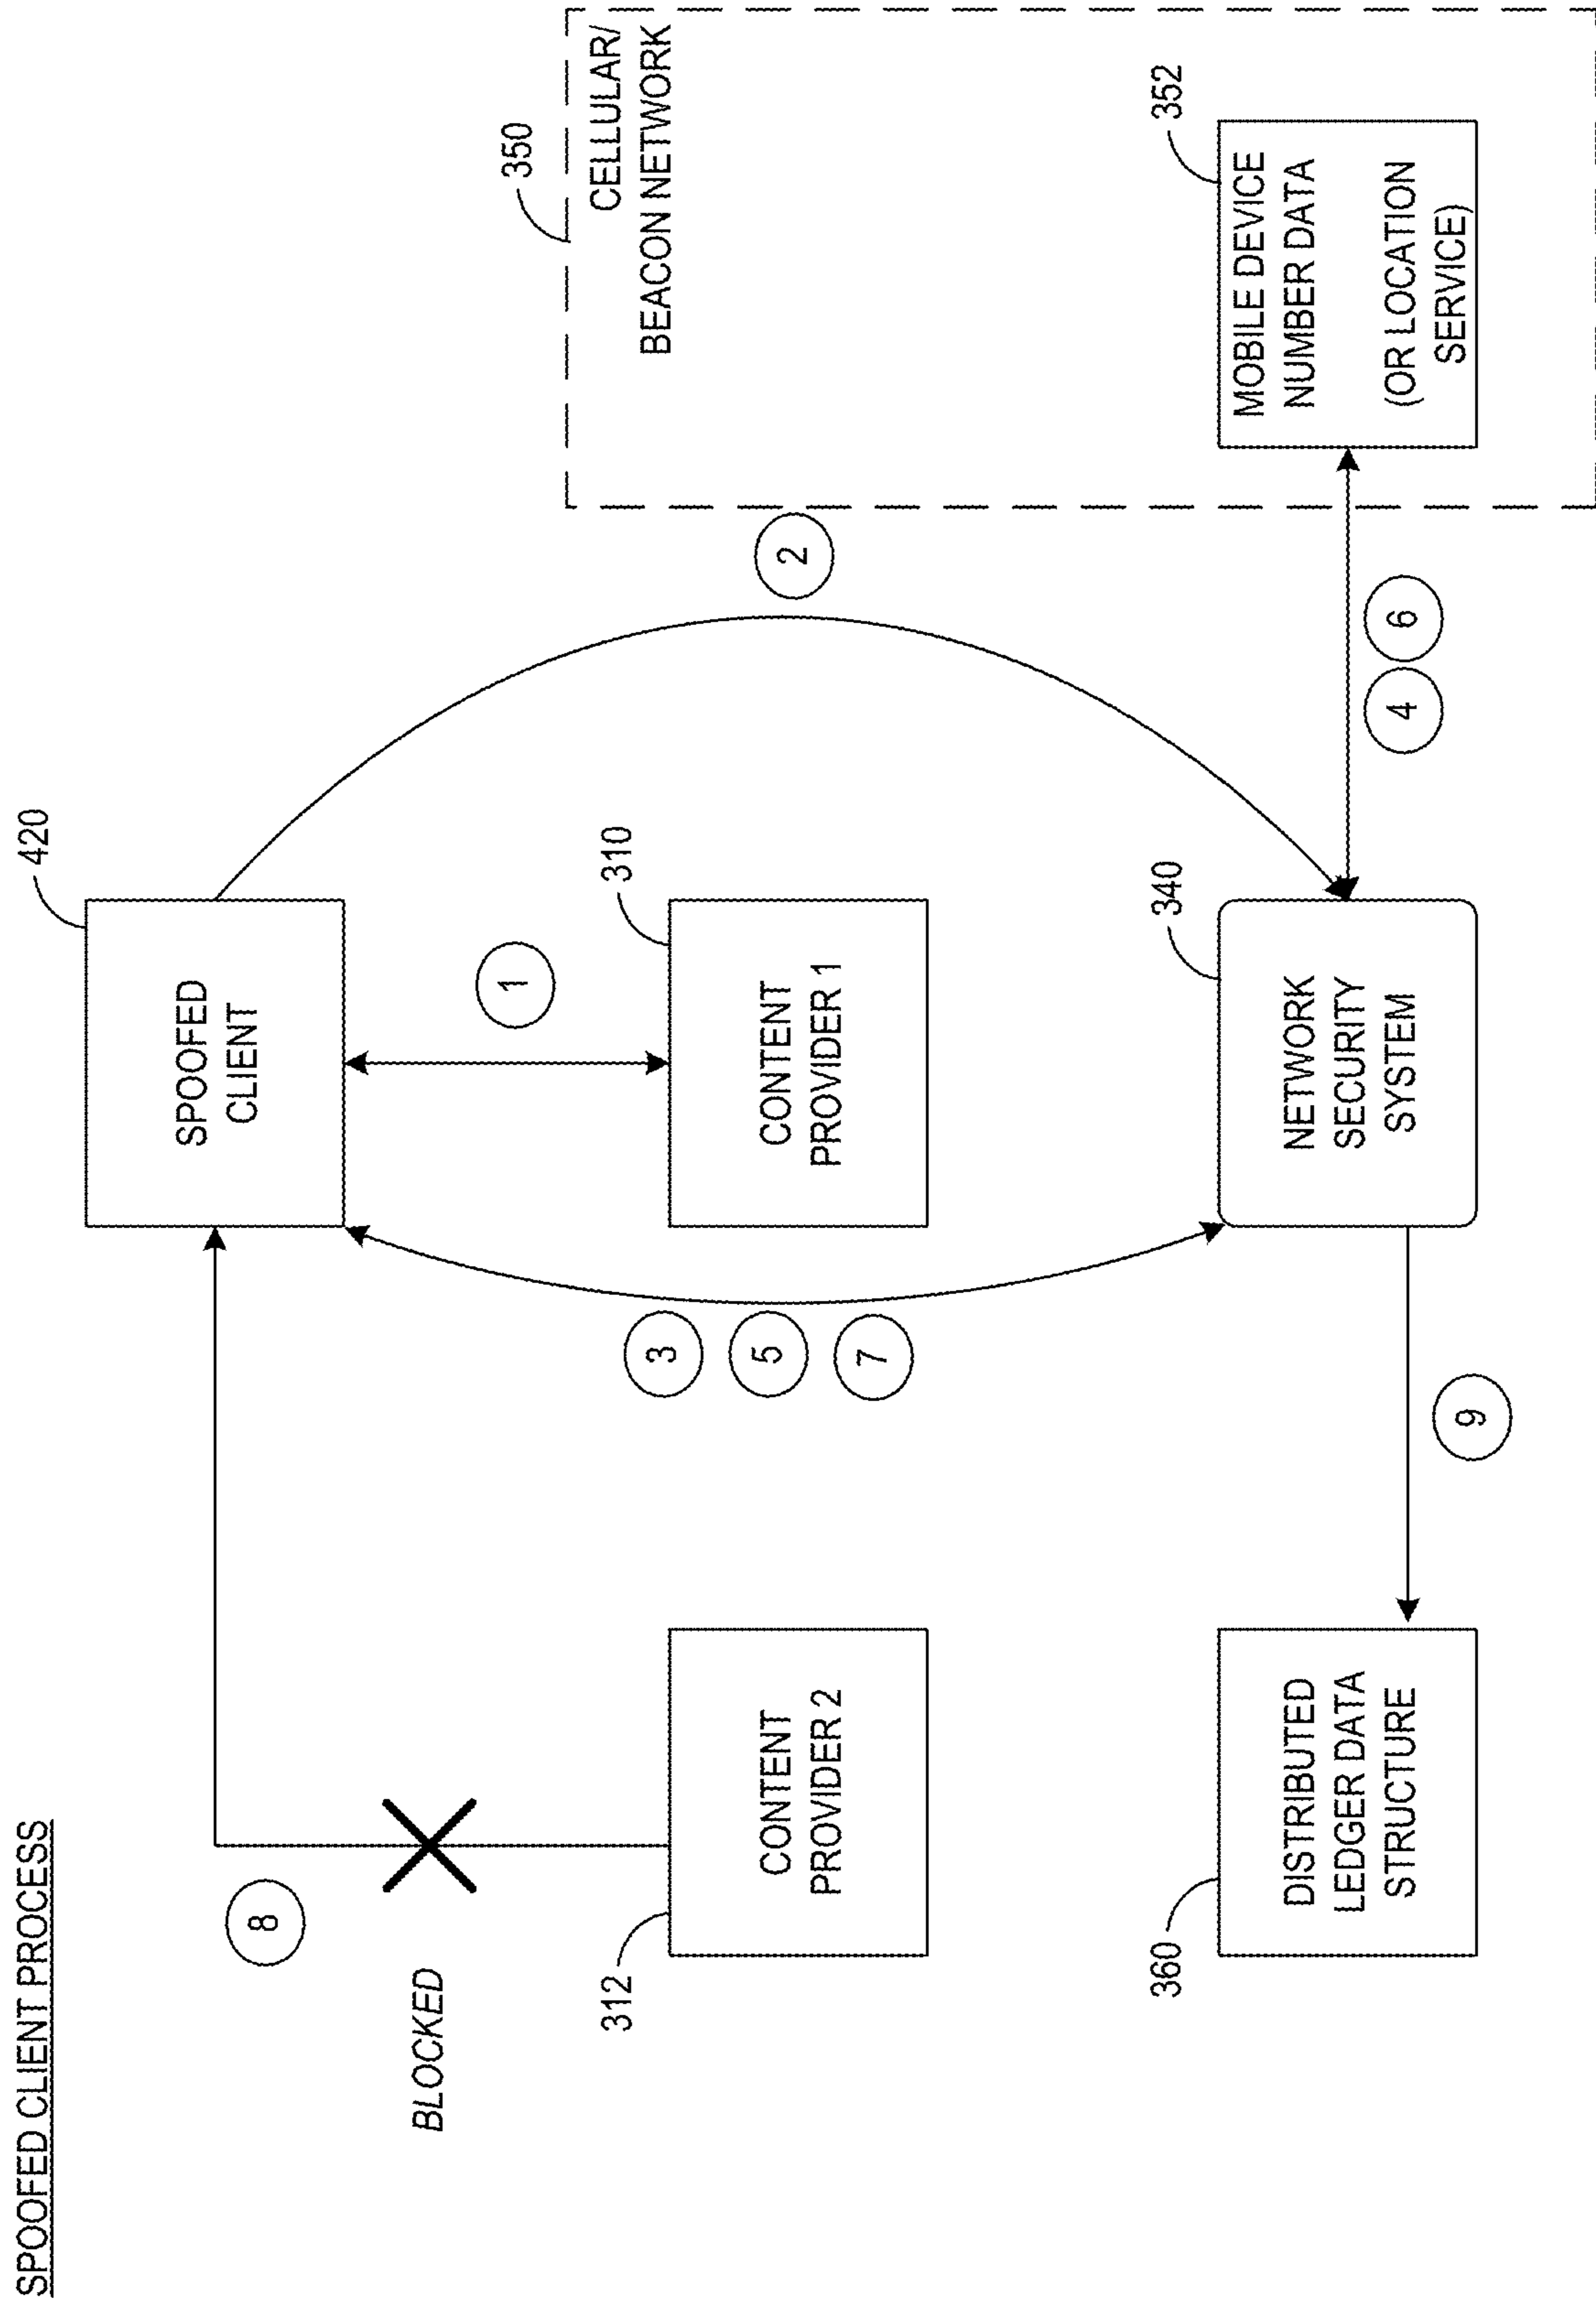 SPOOFED CLIENT PROCESS
8
BLOCKED
420
SPOOFED
CLIENT
1
350
CELLULAR/
BEACON NETWORK
312
CONTENT
PROVIDER 2
3
5
7
310
CONTENT
PROVIDER 1
2
360
DISTRIBUTED
LEDGER DATA
STRUCTURE
9
340
NETWORK
SECURITY
SYSTEM
4
6
352
MOBILE DEVICE
NUMBER DATA
(OR LOCATION
SERVICE)